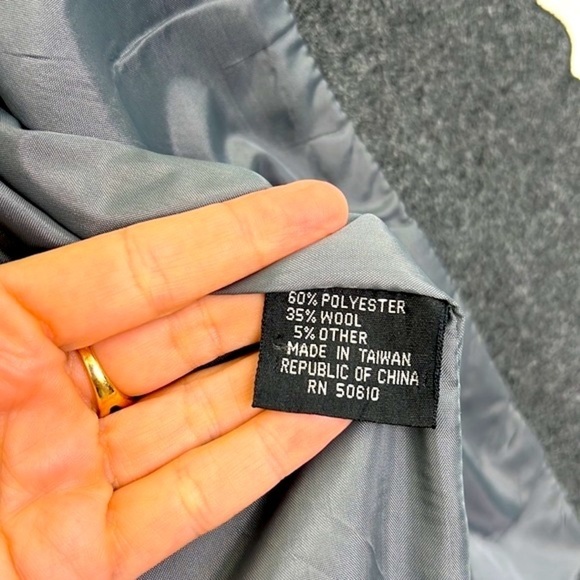 60% POLYESTER
35% WOOL
5% OTHER
MADE IN TAIWAN
REPUBLIC OF CHINA
RN 50610